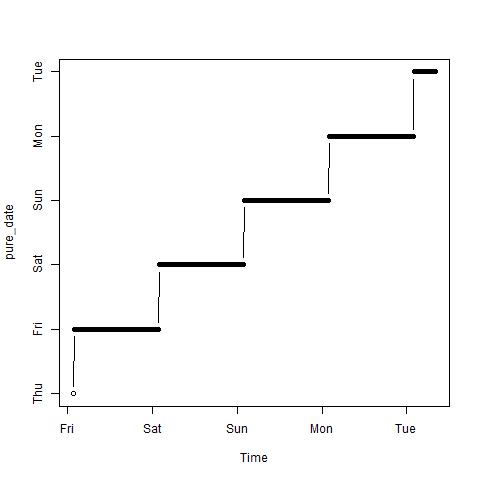 Tue
Mon
Sun
Sat
Fri
Thu
pure_date
Fri Sat Sun Mon Tue
Time